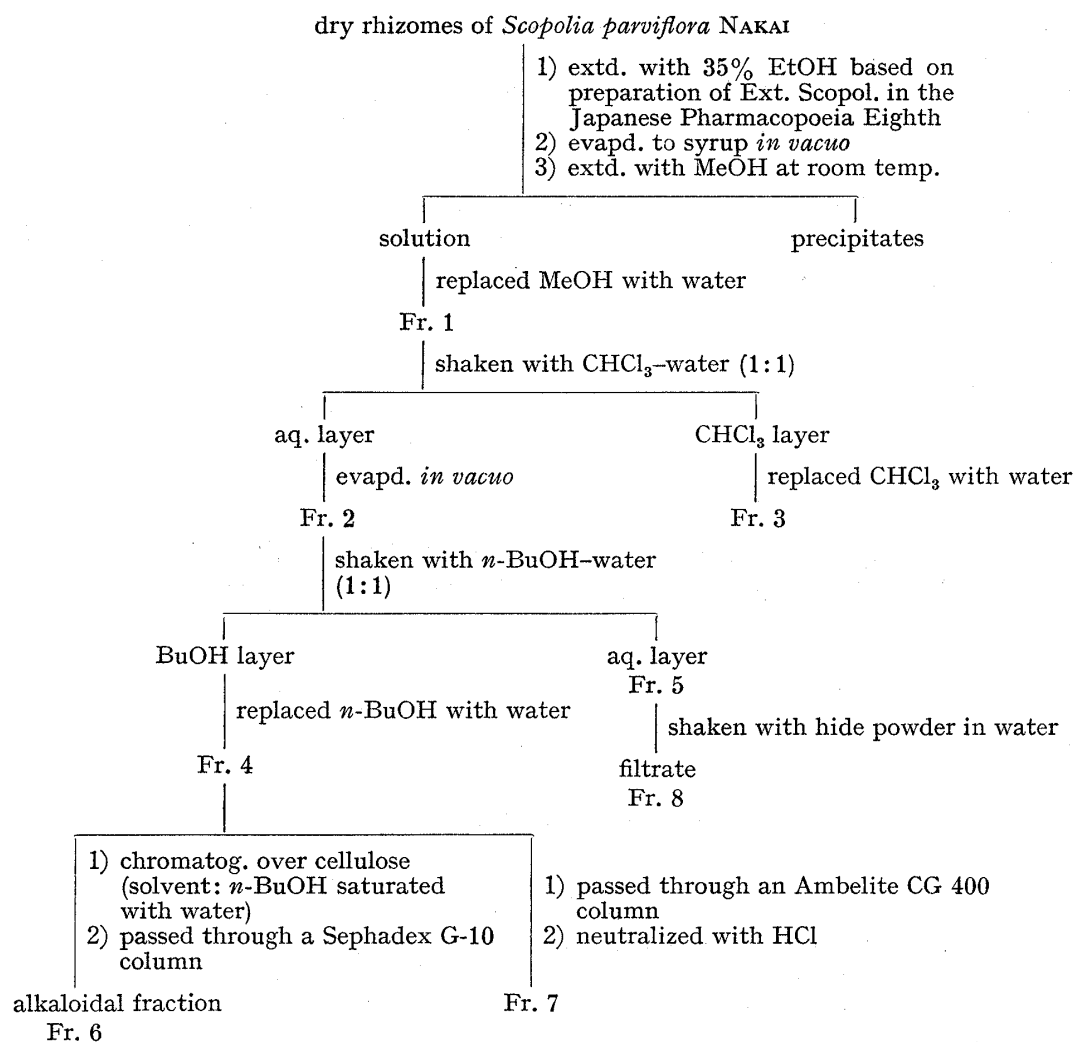 dry rhizomes of Scopolia parviflora NAKAI
1) extd. with 35% EtOH based on
preparation of Ext. Scopol. in the
Japanese Pharmacopoeia Eighth
2) evapd. to syrup in vacuo
3) extd. with MeOH at room temp.
solution
precipitates
replaced MeOH with water
Fr. 1
shaken with CHCl₃–water (1:1)
aq. layer
CHCl₃ layer
evapd. in vacuo
replaced CHCl₃ with water
Fr. 2
Fr. 3
shaken with n-BuOH–water
(1:1)
BuOH layer
aq. layer
Fr. 5
replaced n-BuOH with water
shaken with hide powder in water
Fr. 4
filtrate
Fr. 8
1) chromatog. over cellulose
(solvent: n-BuOH saturated
with water)
2) passed through a Sephadex G-10
column
1) passed through an Ambelite CG 400
column
2) neutralized with HCl
alkaloidal fraction
Fr. 6
Fr. 7